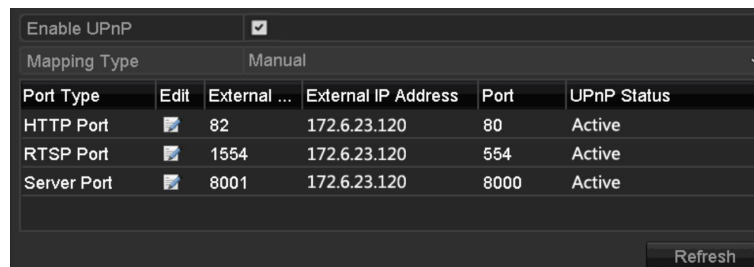 Enable UPnP
Mapping Type Manual
Port Type Edit External ... External IP Address Port UPnP Status
HTTP Port 82 172.6.23.120 80 Active
RTSP Port 1554 172.6.23.120 554 Active
Server Port 8001 172.6.23.120 8000 Active
Refresh